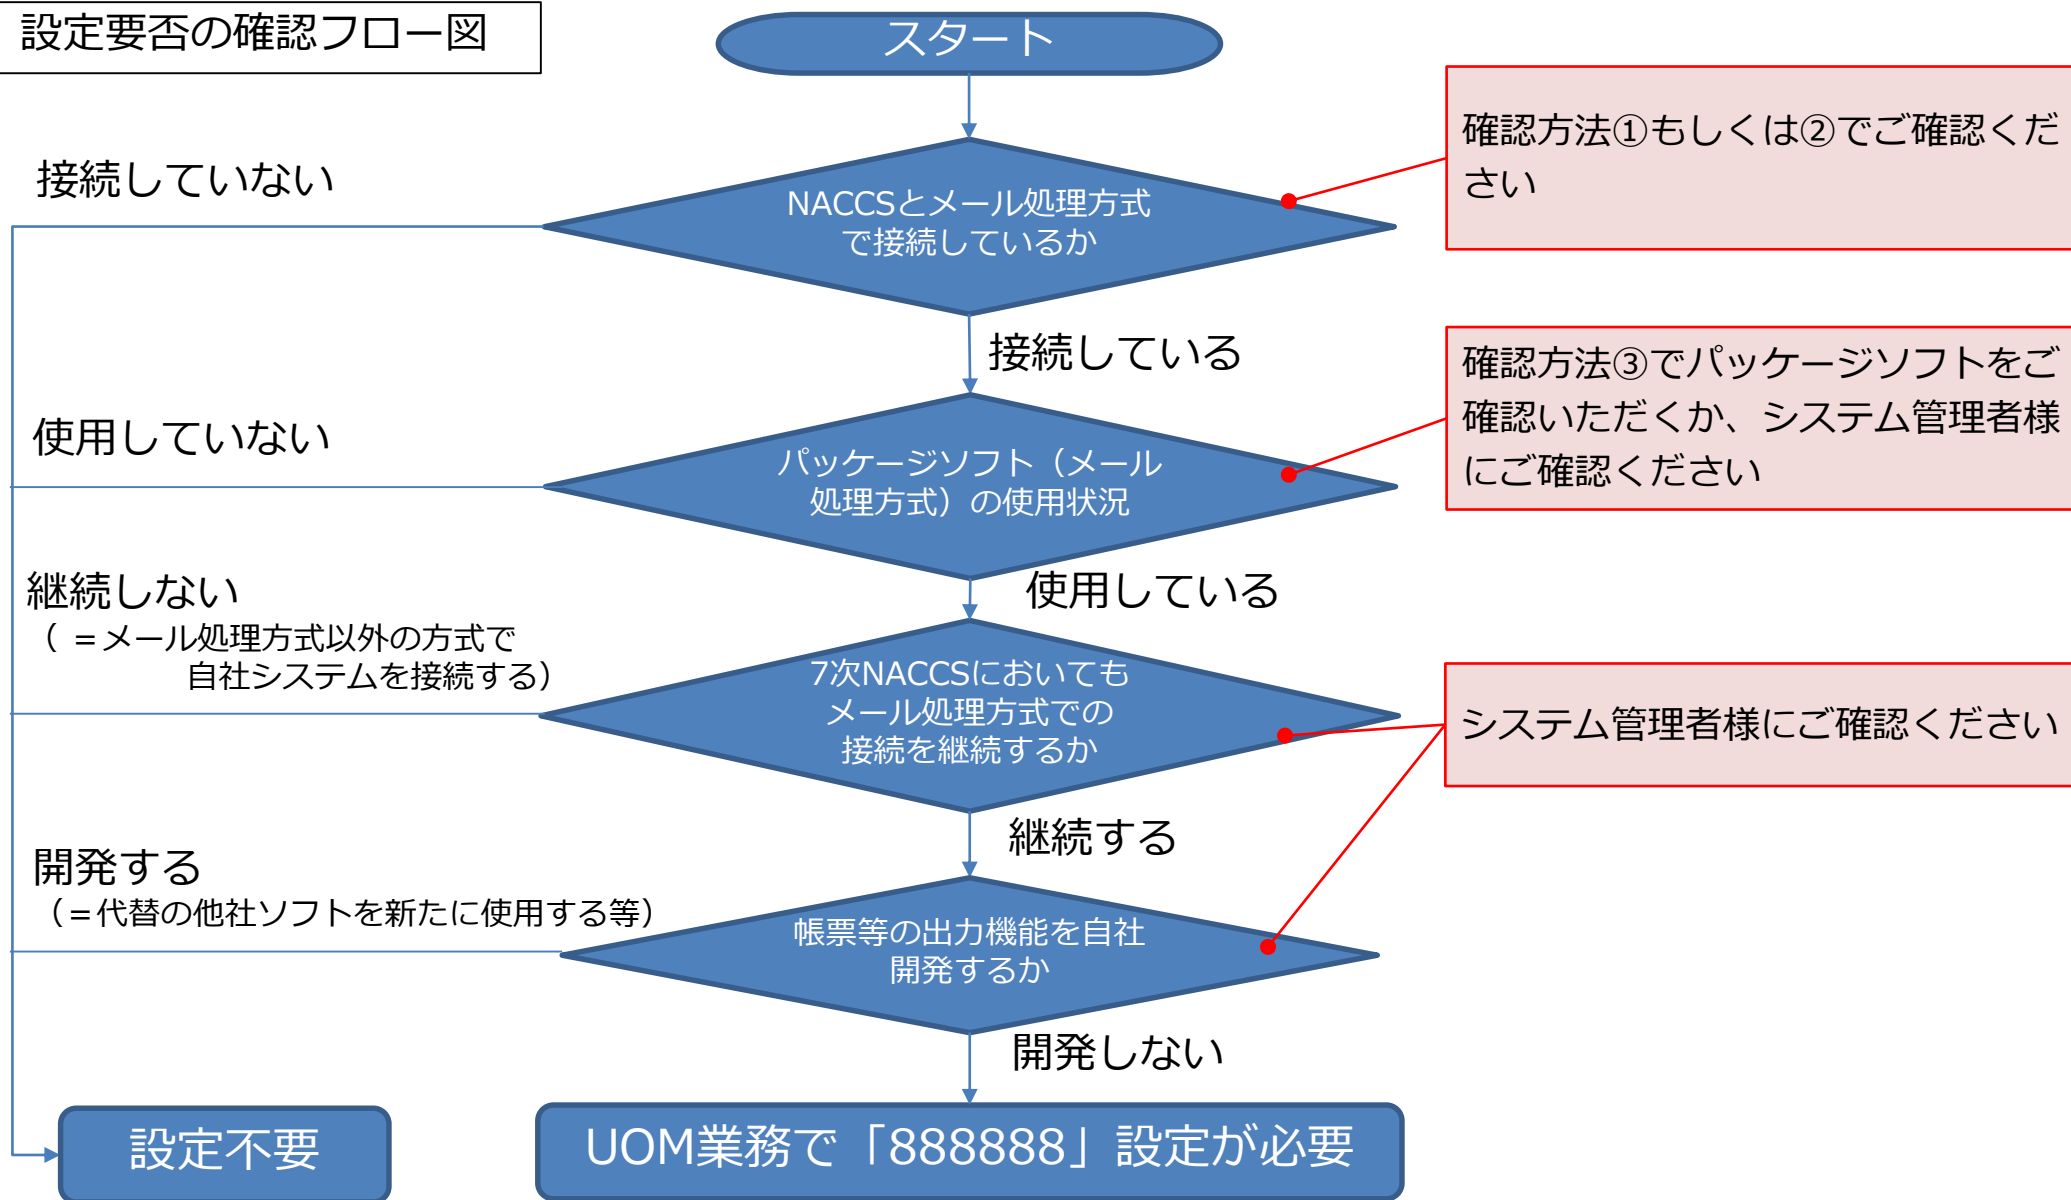 設定要否の確認フロー図
スタート
確認方法①もしくは②でご確認くだ
さい
接続していない
NACCSとメール処理方式
で接続しているか
接続している
確認方法③でパッケージソフトをご
確認いただくか、システム管理者様
にご確認ください
使用していない
パッケージソフト（メール
処理方式）の使用状況
使用している
継続しない
（ ＝メール処理方式以外の方式で
自社システムを接続する）
7次NACCSにおいても
メール処理方式での
接続を継続するか
システム管理者様にご確認ください
継続する
開発する
（＝代替の他社ソフトを新たに使用する等）
帳票等の出力機能を自社
開発するか
開発しない
設定不要
UOM業務で「888888」設定が必要